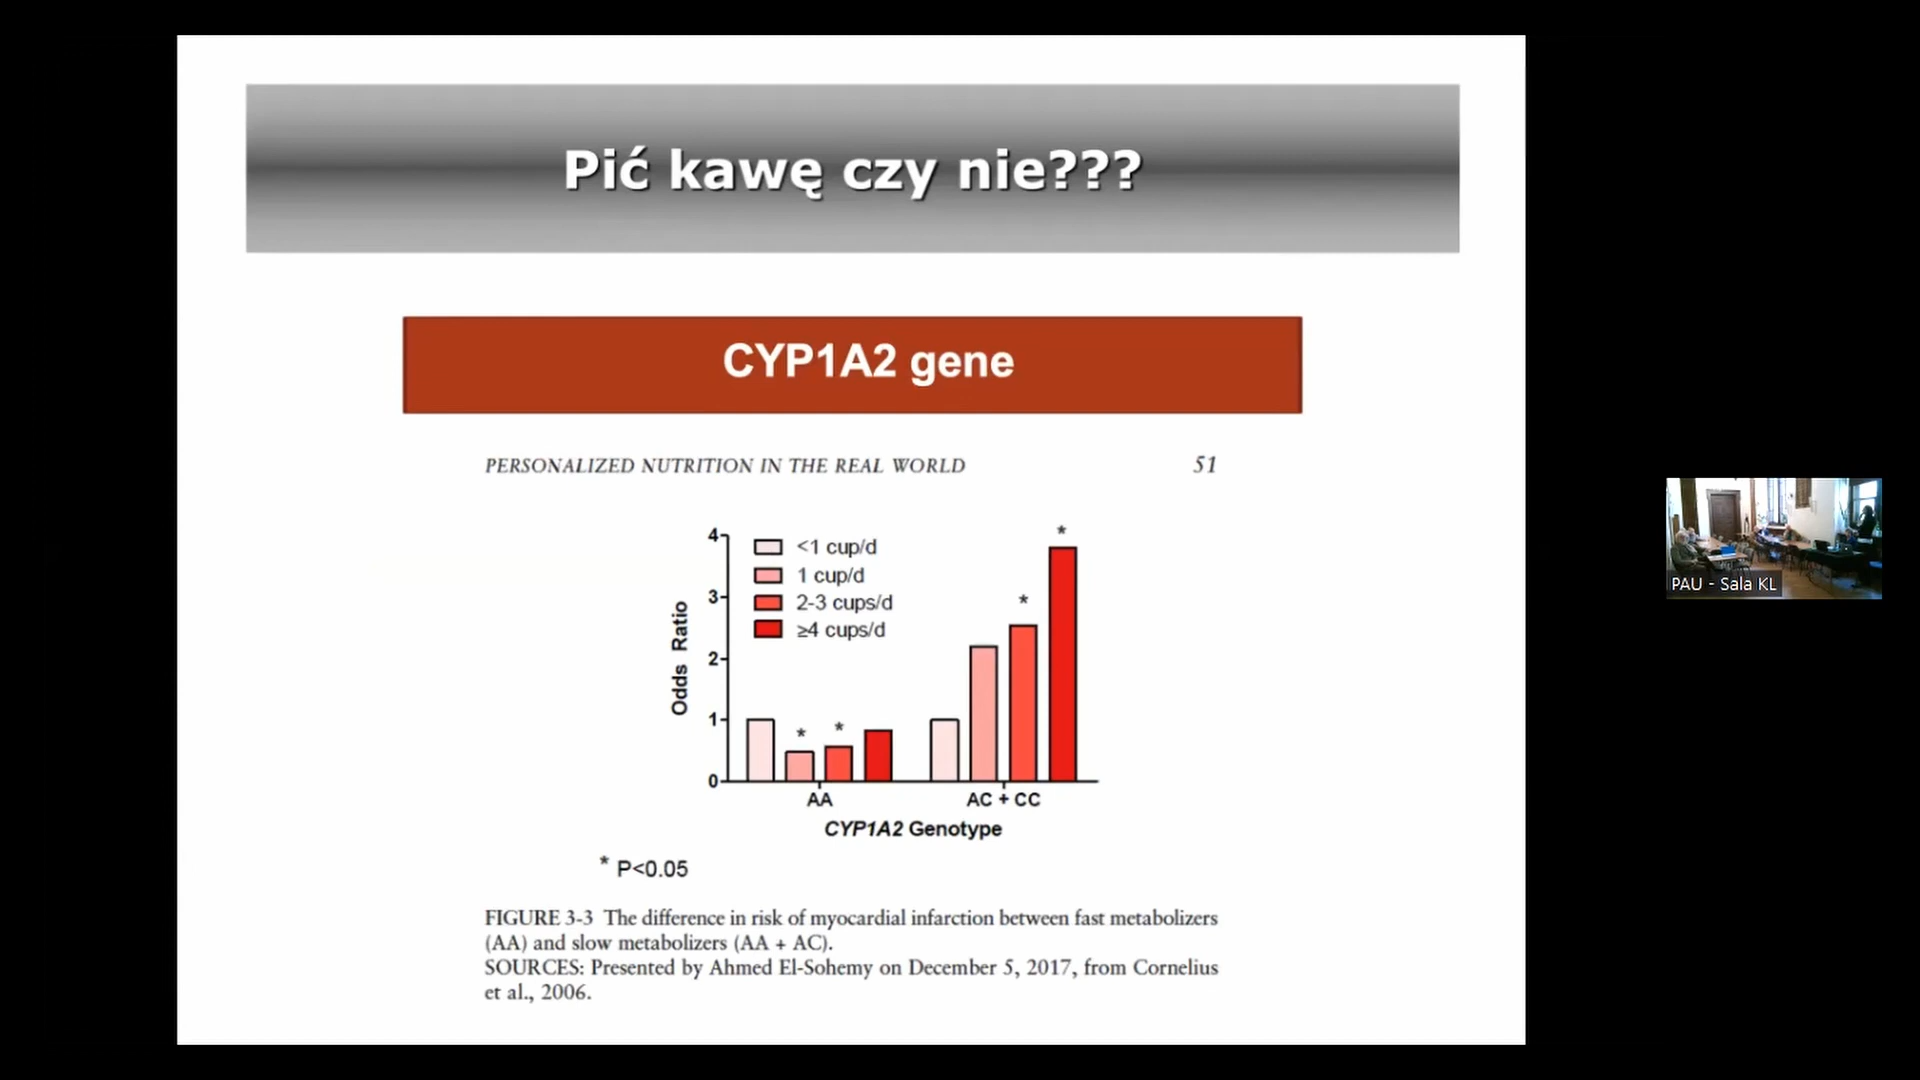 Pić kawę czy nie???
CYP1A2 gene
PERSONALIZED NUTRITION IN THE REAL WORLD 51
4
3
2
1
0
Odds Ratio
<1 cup/d
1 cup/d
2-3 cups/d
≥4 cups/d
*
*
*
*
AA
AC + CC
CYP1A2 Genotype
* P<0.05
FIGURE 3-3 The difference in risk of myocardial infarction between fast metabolizers
(AA) and slow metabolizers (AA + AC).
SOURCES: Presented by Ahmed El-Sohemy on December 5, 2017, from Cornelius
et al., 2006.
PAU - Sala KL